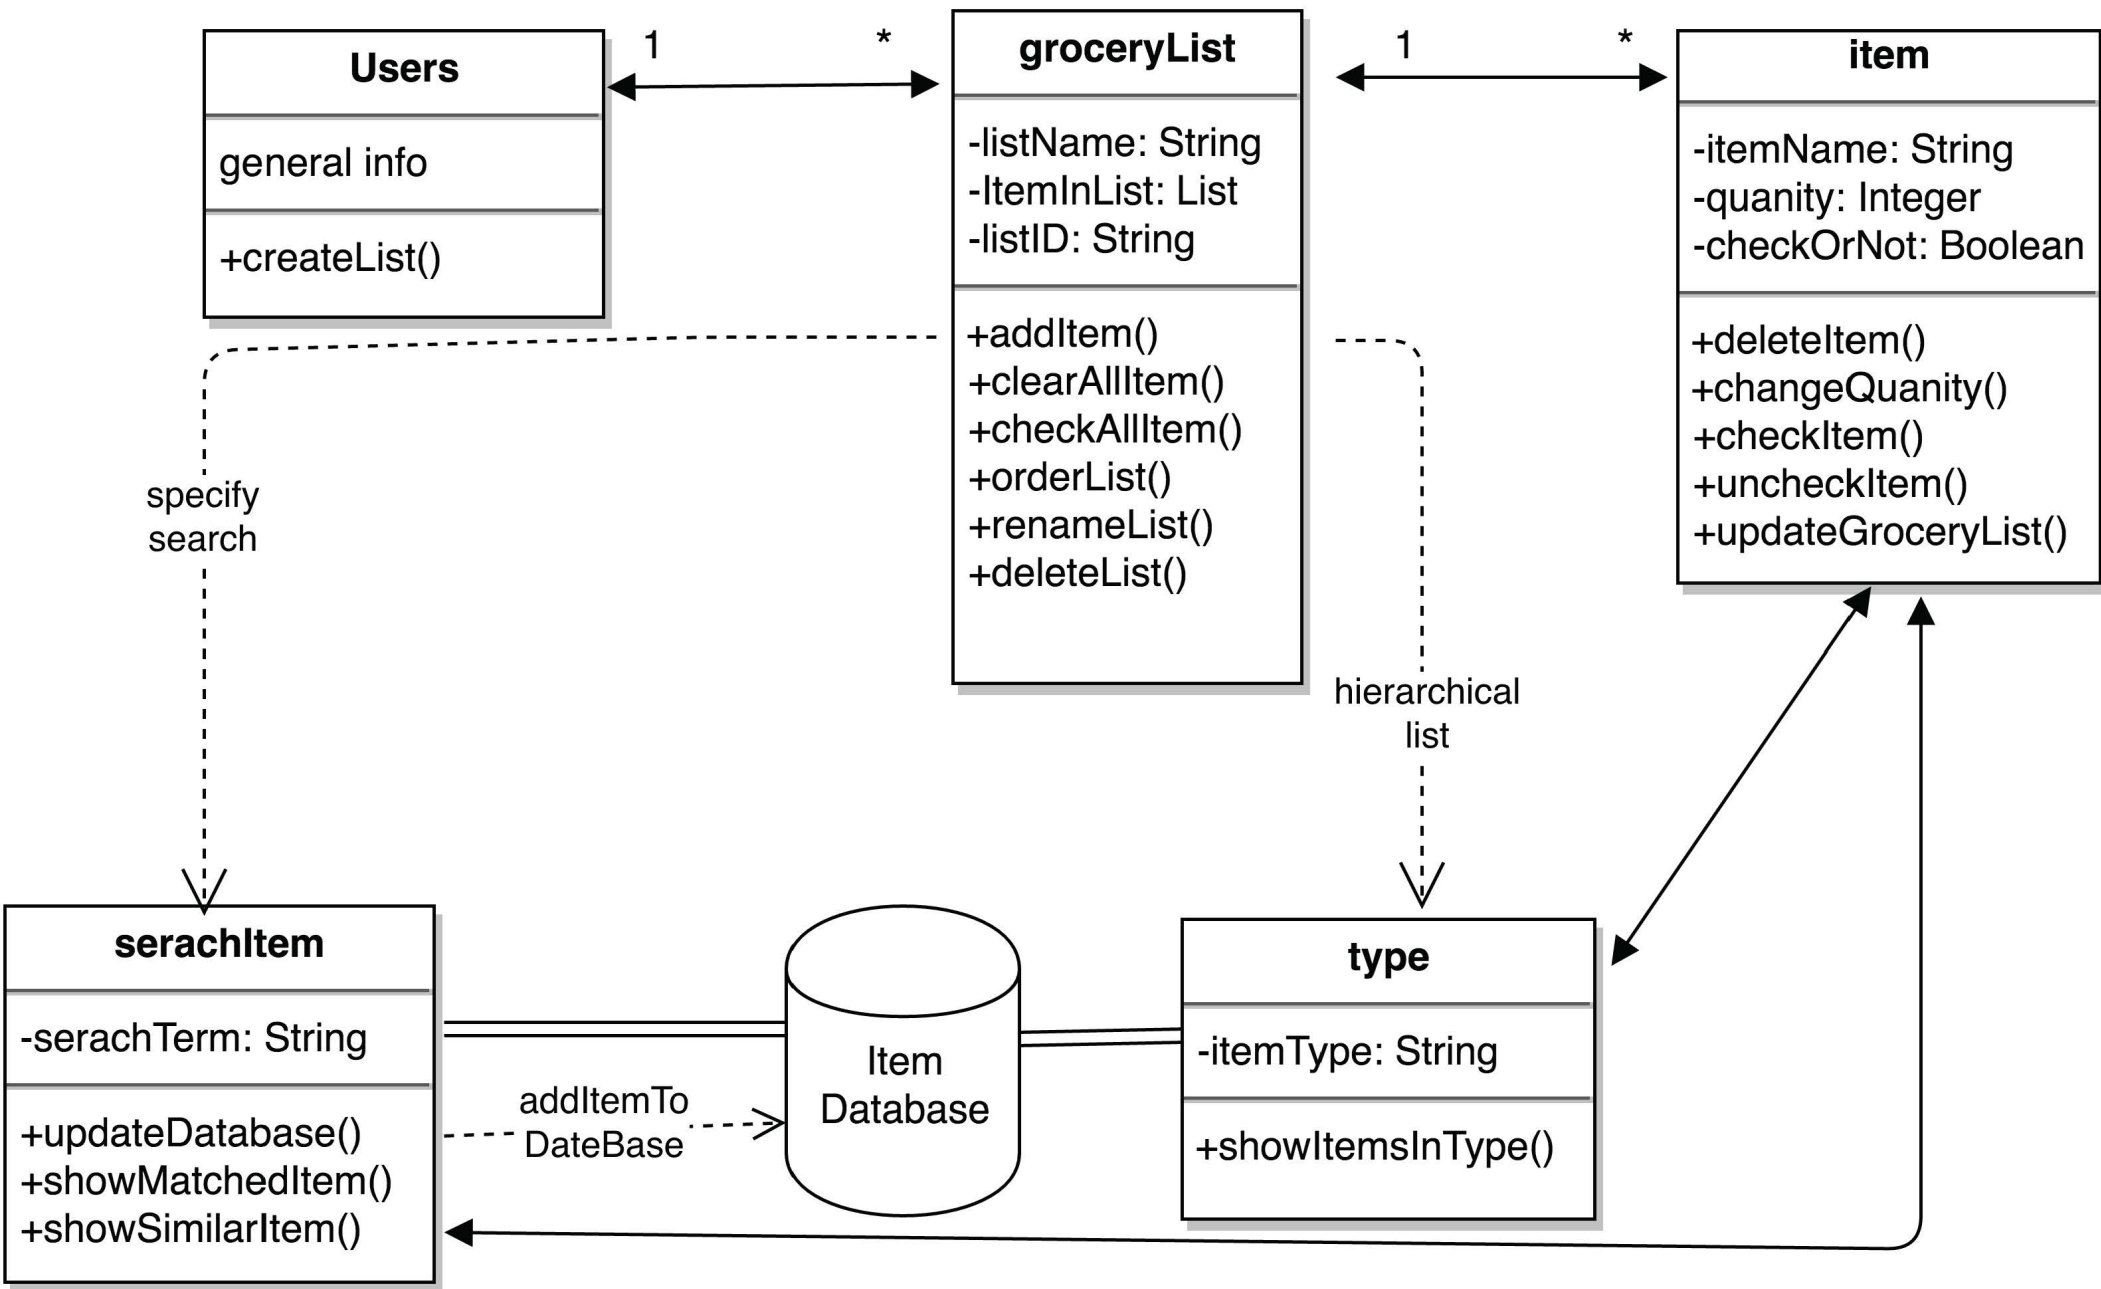 Users
general info
+createList()
1
*
groceryList
-listName: String
-ItemInList: List
-listID: String
+addItem()
+clearAllItem()
+checkAllItem()
+orderList()
+renameList()
+deleteList()
1
*
item
-itemName: String
-quanity: Integer
-checkOrNot: Boolean
+deleteItem()
+changeQuanity()
+checkItem()
+uncheckItem()
+updateGroceryList()
specify
search
hierarchical
list
serachItem
-serachTerm: String
+updateDatabase()
+showMatchedItem()
+showSimilarItem()
addItemTo
DateBase
Item
Database
type
-itemType: String
+showItemsInType()